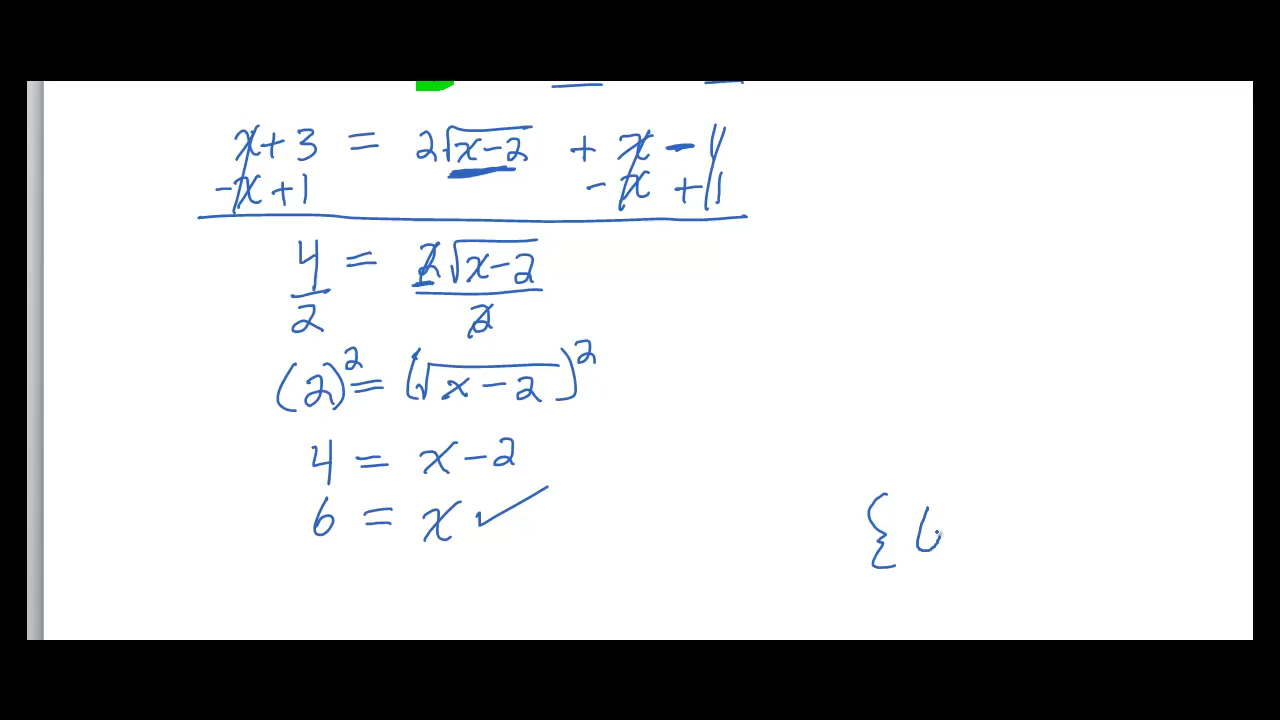 x + 3 = 2√(x-2) + x - 1
-x + 1 - x + 1
4 = 2√(x-2)
2 2
(2)² = (√(x-2))²
4 = x - 2
6 = x ✓
{ 6